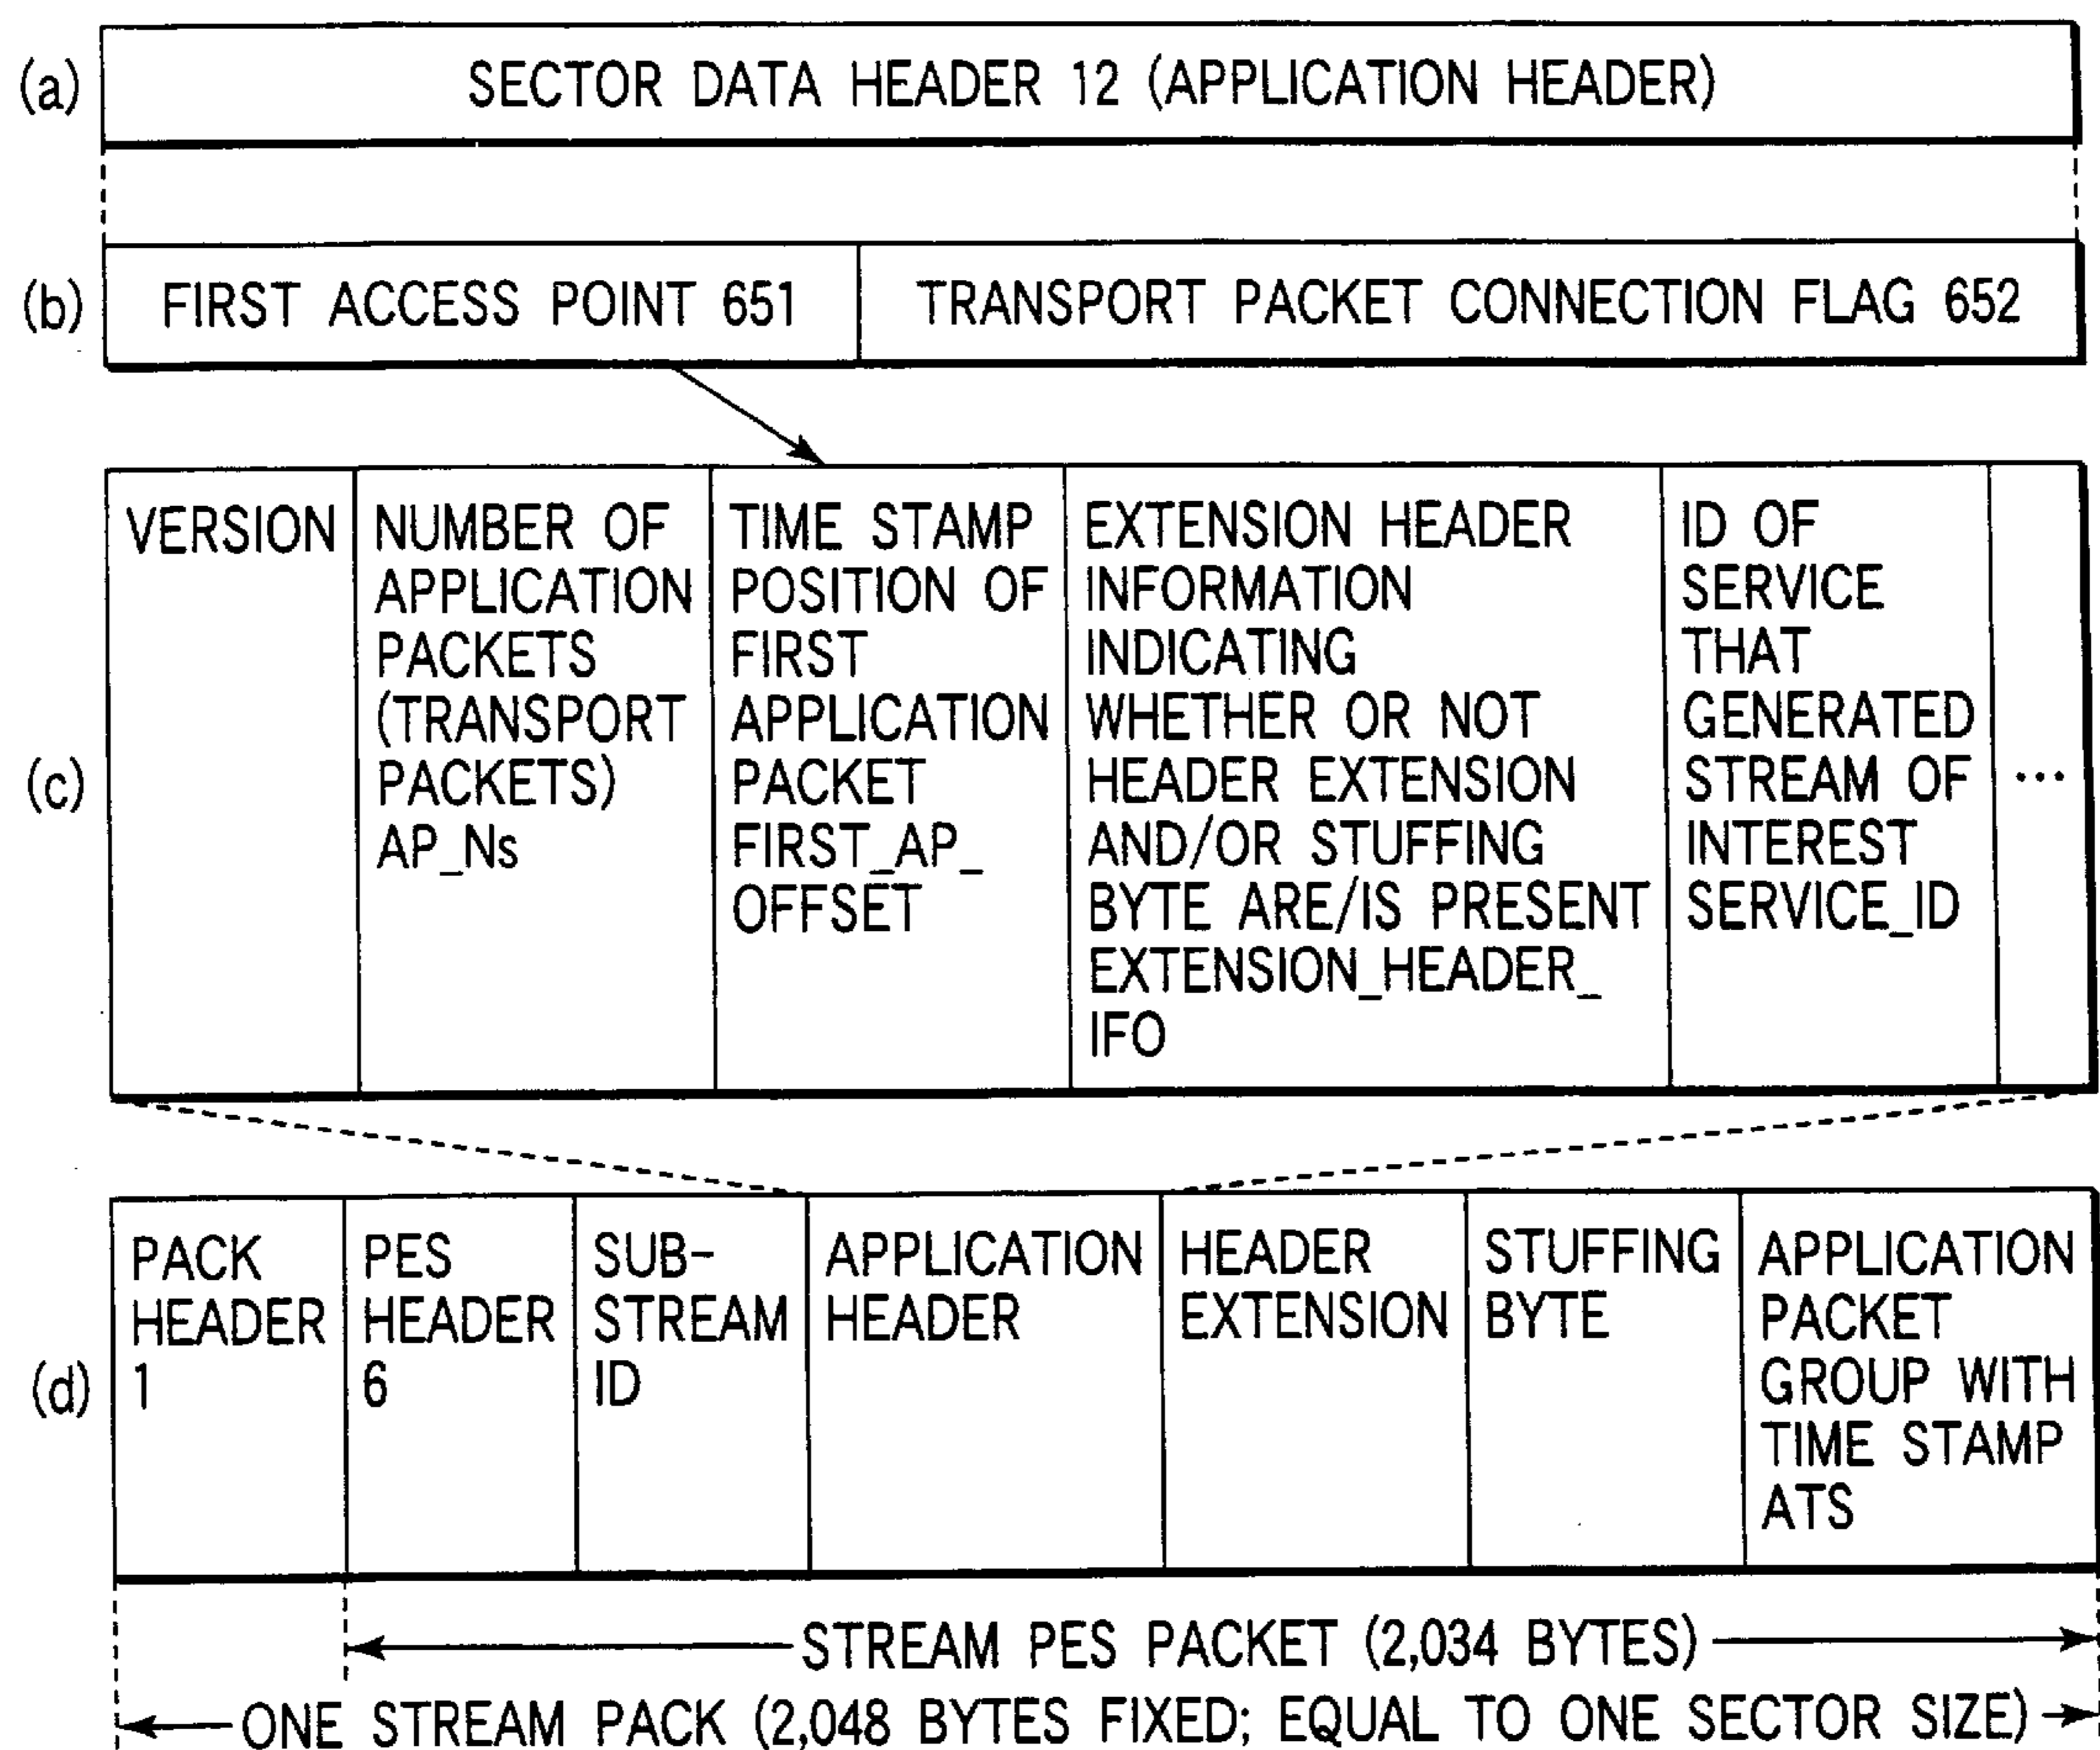 (a)
SECTOR DATA HEADER 12 (APPLICATION HEADER)
(b)
FIRST ACCESS POINT 651
TRANSPORT PACKET CONNECTION FLAG 652
(c)
VERSION
NUMBER OF
APPLICATION
PACKETS
(TRANSPORT
PACKETS)
AP_Ns
TIME STAMP
POSITION OF
FIRST
APPLICATION
PACKET
FIRST_AP_
OFFSET
EXTENSION HEADER
INFORMATION
INDICATING
WHETHER OR NOT
HEADER EXTENSION
AND/OR STUFFING
BYTE ARE/IS PRESENT
EXTENSION_HEADER_
IFO
ID OF
SERVICE
THAT
GENERATED
STREAM OF
INTEREST
SERVICE_ID
...
(d)
PACK
HEADER
1
PES
HEADER
6
SUB-
STREAM
ID
APPLICATION
HEADER
HEADER
EXTENSION
STUFFING
BYTE
APPLICATION
PACKET
GROUP WITH
TIME STAMP
ATS
STREAM PES PACKET (2,034 BYTES)
ONE STREAM PACK (2,048 BYTES FIXED; EQUAL TO ONE SECTOR SIZE)